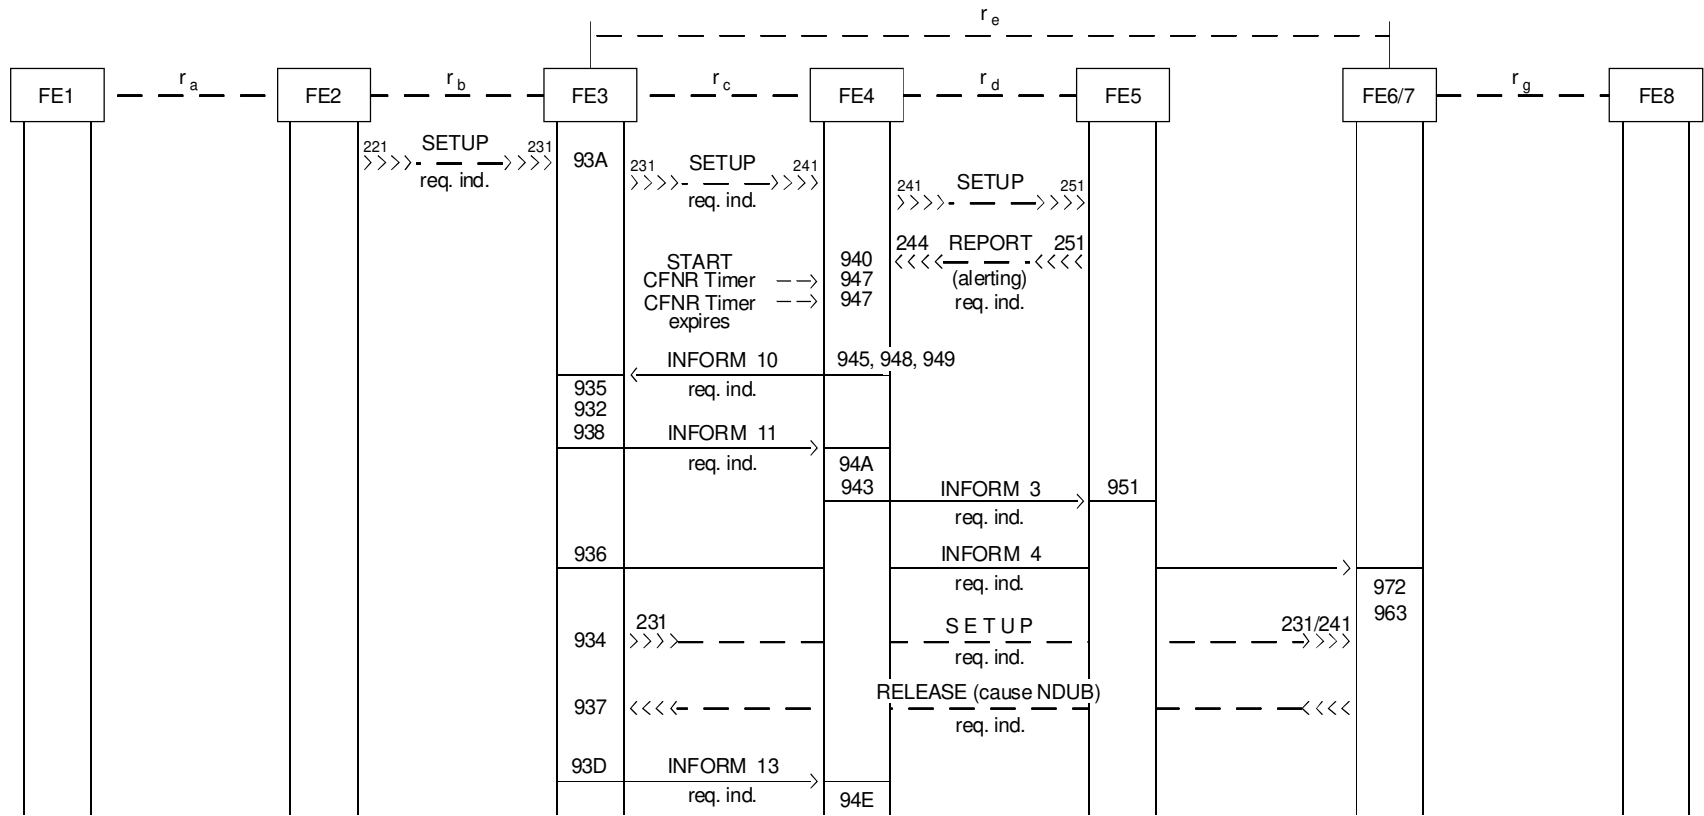 r e
FE1 r a FE2 r b FE3 r c FE4 r d FE5 FE6/7 r g FE8
221 SETUP 231 93A
req. ind.
231 SETUP 241
req. ind.
241 SETUP 251
244 REPORT 251
(alerting)
req. ind.
START 940
CFNR Timer 947
CFNR Timer 947
expires
INFORM 10 945, 948, 949
935 req. ind.
932
938 INFORM 11
req. ind. 94A
943 INFORM 3 951
req. ind.
936 INFORM 4
req. ind. 972
963
934 231 SETUP 231/241
req. ind.
937 RELEASE (cause NDUB)
req. ind.
93D INFORM 13
req. ind. 94E